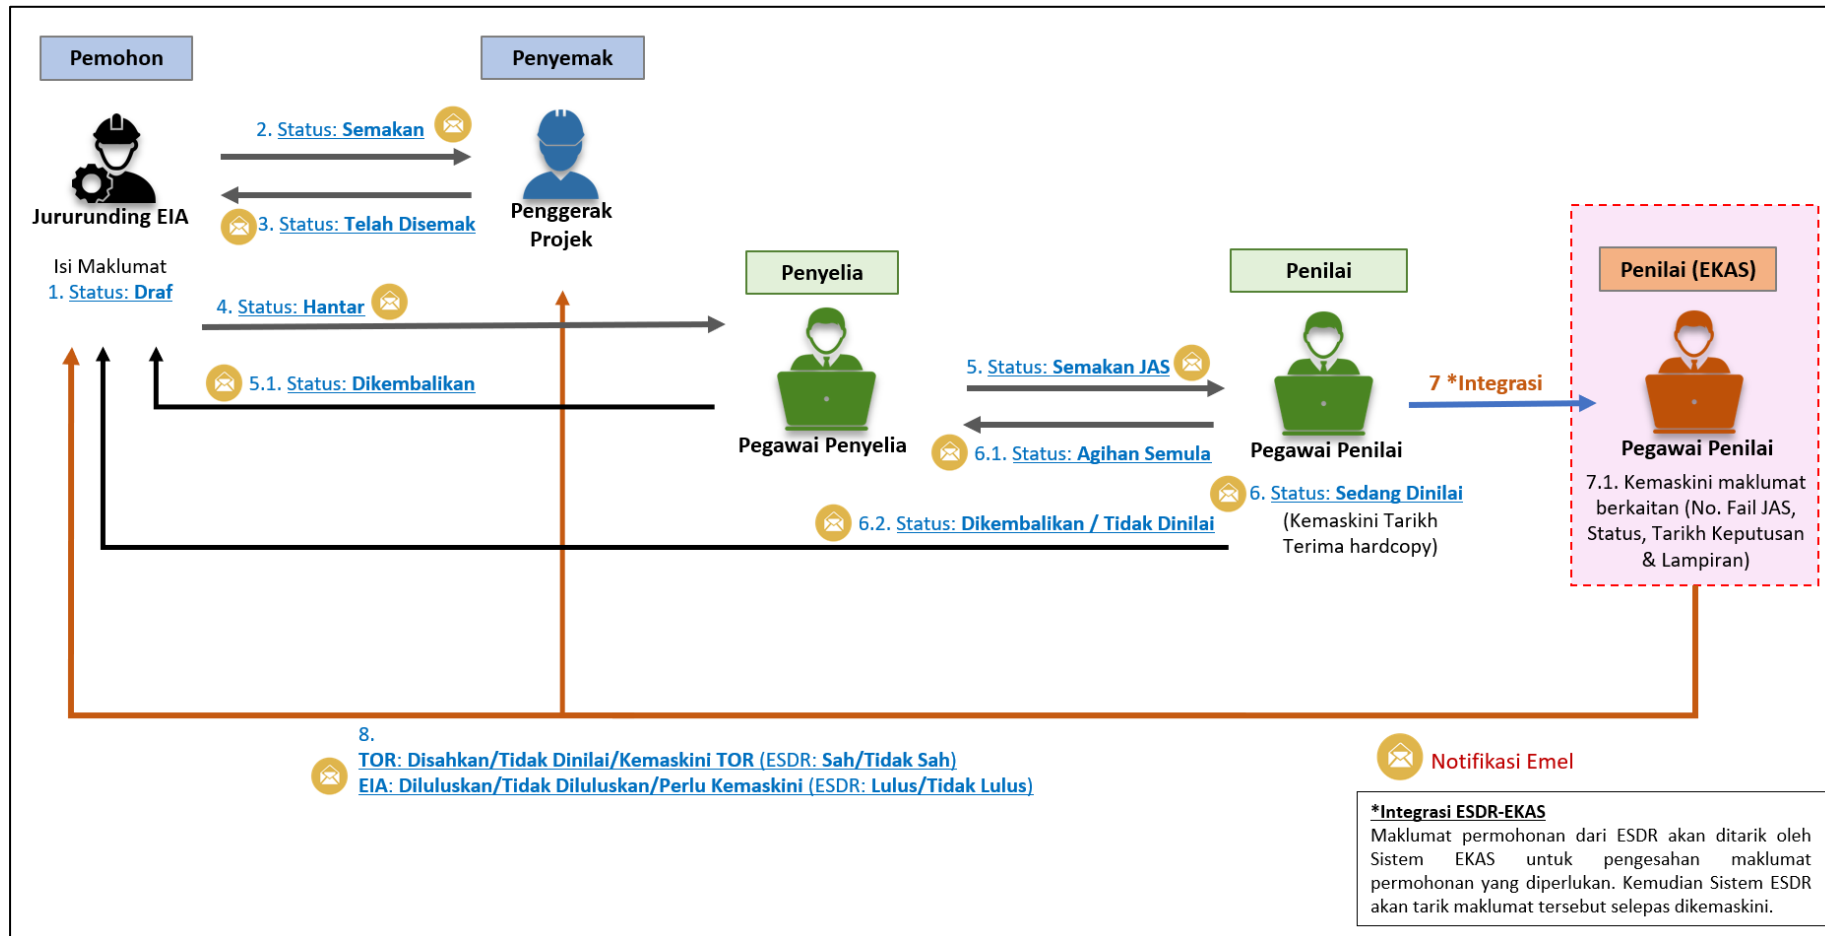 Pemohon
Penyemak
2. Status: Semakan
3. Status: Telah Disemak
Jururunding EIA
Penggerak
Projek
Isi Maklumat
1. Status: Draf
Penyelia
Penilai
Penilai (EKAS)
4. Status: Hantar
5.1. Status: Dikembalikan
5. Status: Semakan JAS
7 *Integrasi
Pegawai Penyelia
6.1. Status: Agihan Semula
Pegawai Penilai
Pegawai Penilai
6. Status: Sedang Dinilai
(Kemaskini Tarikh
Terima hardcopy)
7.1. Kemaskini maklumat
berkaitan (No. Fail JAS,
Status, Tarikh Keputusan
& Lampiran)
6.2. Status: Dikembalikan / Tidak Dinilai
8.
TOR: Disahkan/Tidak Dinilai/Kemaskini TOR (ESDR: Sah/Tidak Sah)
EIA: Diluluskan/Tidak Diluluskan/Perlu Kemaskini (ESDR: Lulus/Tidak Lulus)
Notifikasi Emel
*Integrasi ESDR-EKAS
Maklumat permohonan dari ESDR akan ditarik oleh
Sistem EKAS untuk pengesahan maklumat
permohonan yang diperlukan. Kemudian Sistem ESDR
akan tarik maklumat tersebut selepas dikemaskini.